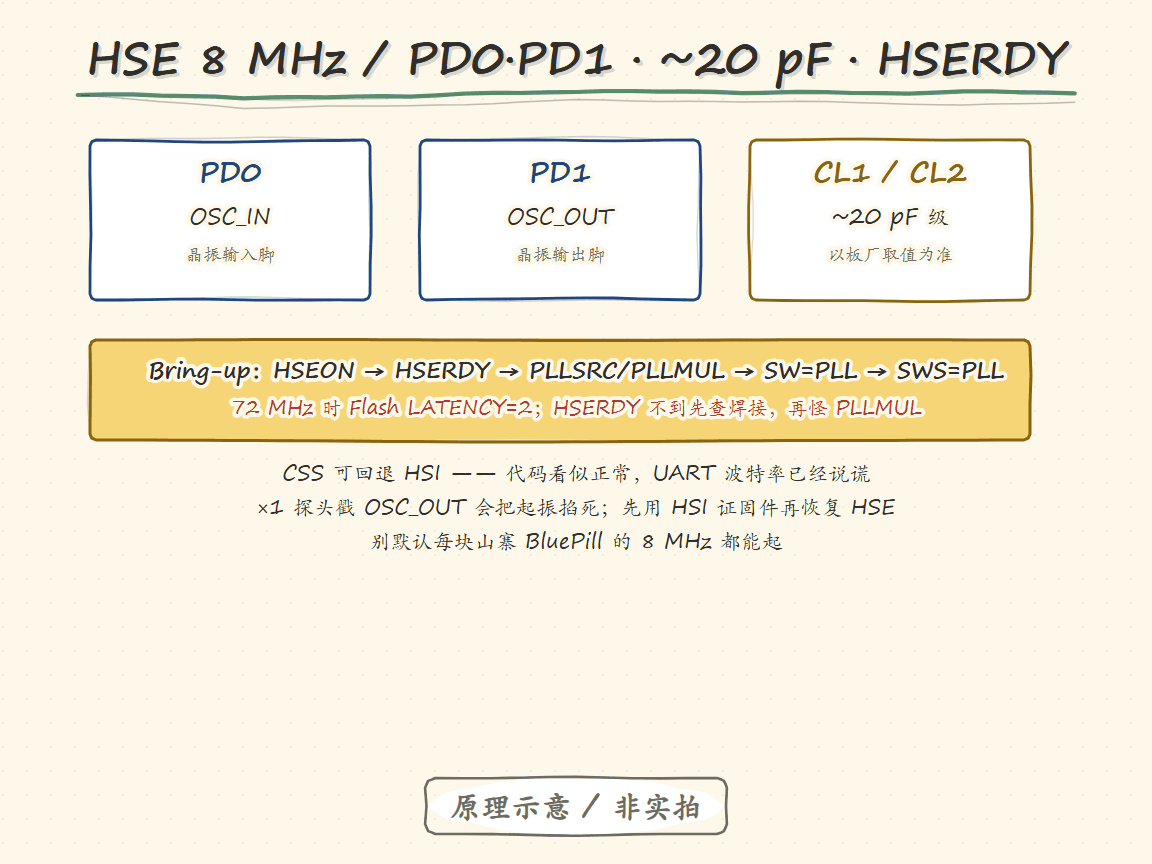 HSE 8 MHz / PD0·PD1 · ~20 pF · HSERDY
PD0
OSC_IN
晶振输入脚
PD1
OSC_OUT
晶振输出脚
CL1 / CL2
~20 pF 级
以板厂取值为准
Bring-up: HSEON → HSERDY → PLLSRC/PLLMUL → SW=PLL → SWS=PLL
72 MHz 时 Flash LATENCY=2；HSERDY 不到先查焊接，再怪 PLLMUL
CSS 可回退 HSI —— 代码看似正常，UART 波特率已经说谎
×1 探头戳 OSC_OUT 会把起振掐死；先用 HSI 证固件再恢复 HSE
别默认每块山寨 BluePill 的 8 MHz 都能起
原理示意 / 非实拍